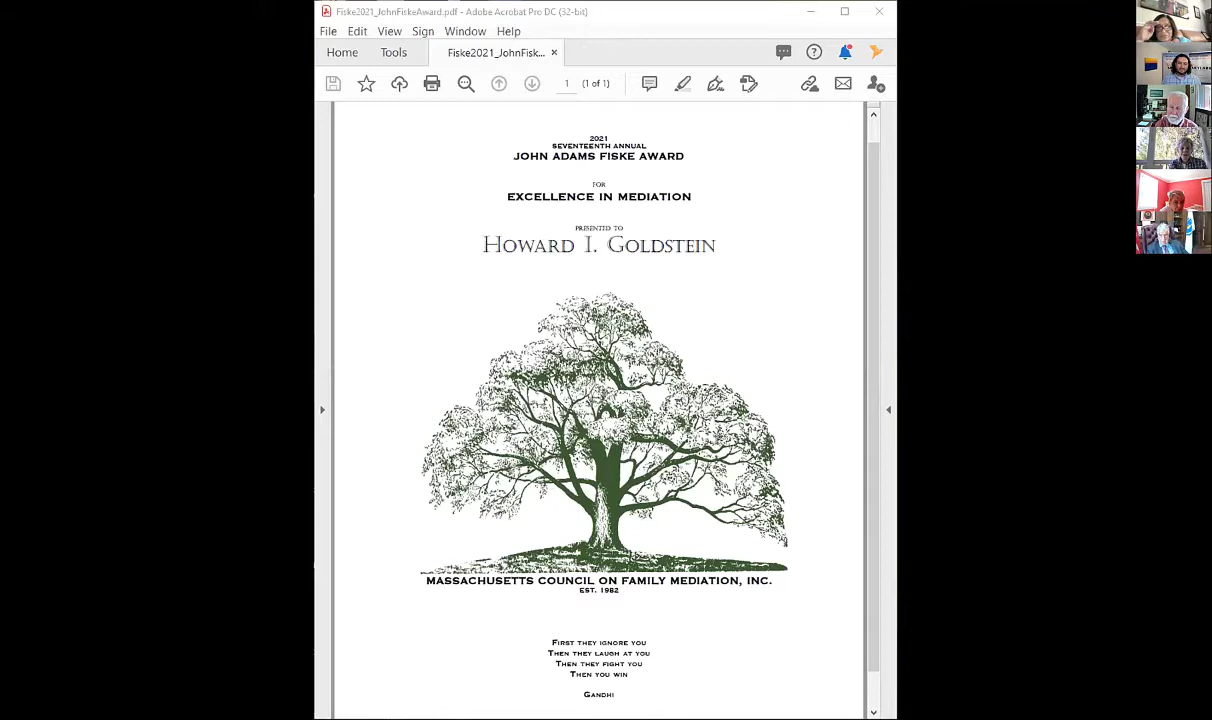 Fiske2021_JohnFiskeAward.pdf - Adobe Acrobat Pro DC (32-bit)
File Edit View Sign Window Help
Home Tools Fiske2021_JohnFisk... ×
1 (1 of 1)
2021
SEVENTEENTH ANNUAL
JOHN ADAMS FISKE AWARD
FOR
EXCELLENCE IN MEDIATION
PRESENTED TO
HOWARD I. GOLDSTEIN
MASSACHUSETTS COUNCIL ON FAMILY MEDIATION, INC.
EST. 1982
FIRST THEY IGNORE YOU
THEN THEY LAUGH AT YOU
THEN THEY FIGHT YOU
THEN YOU WIN
GANDHI